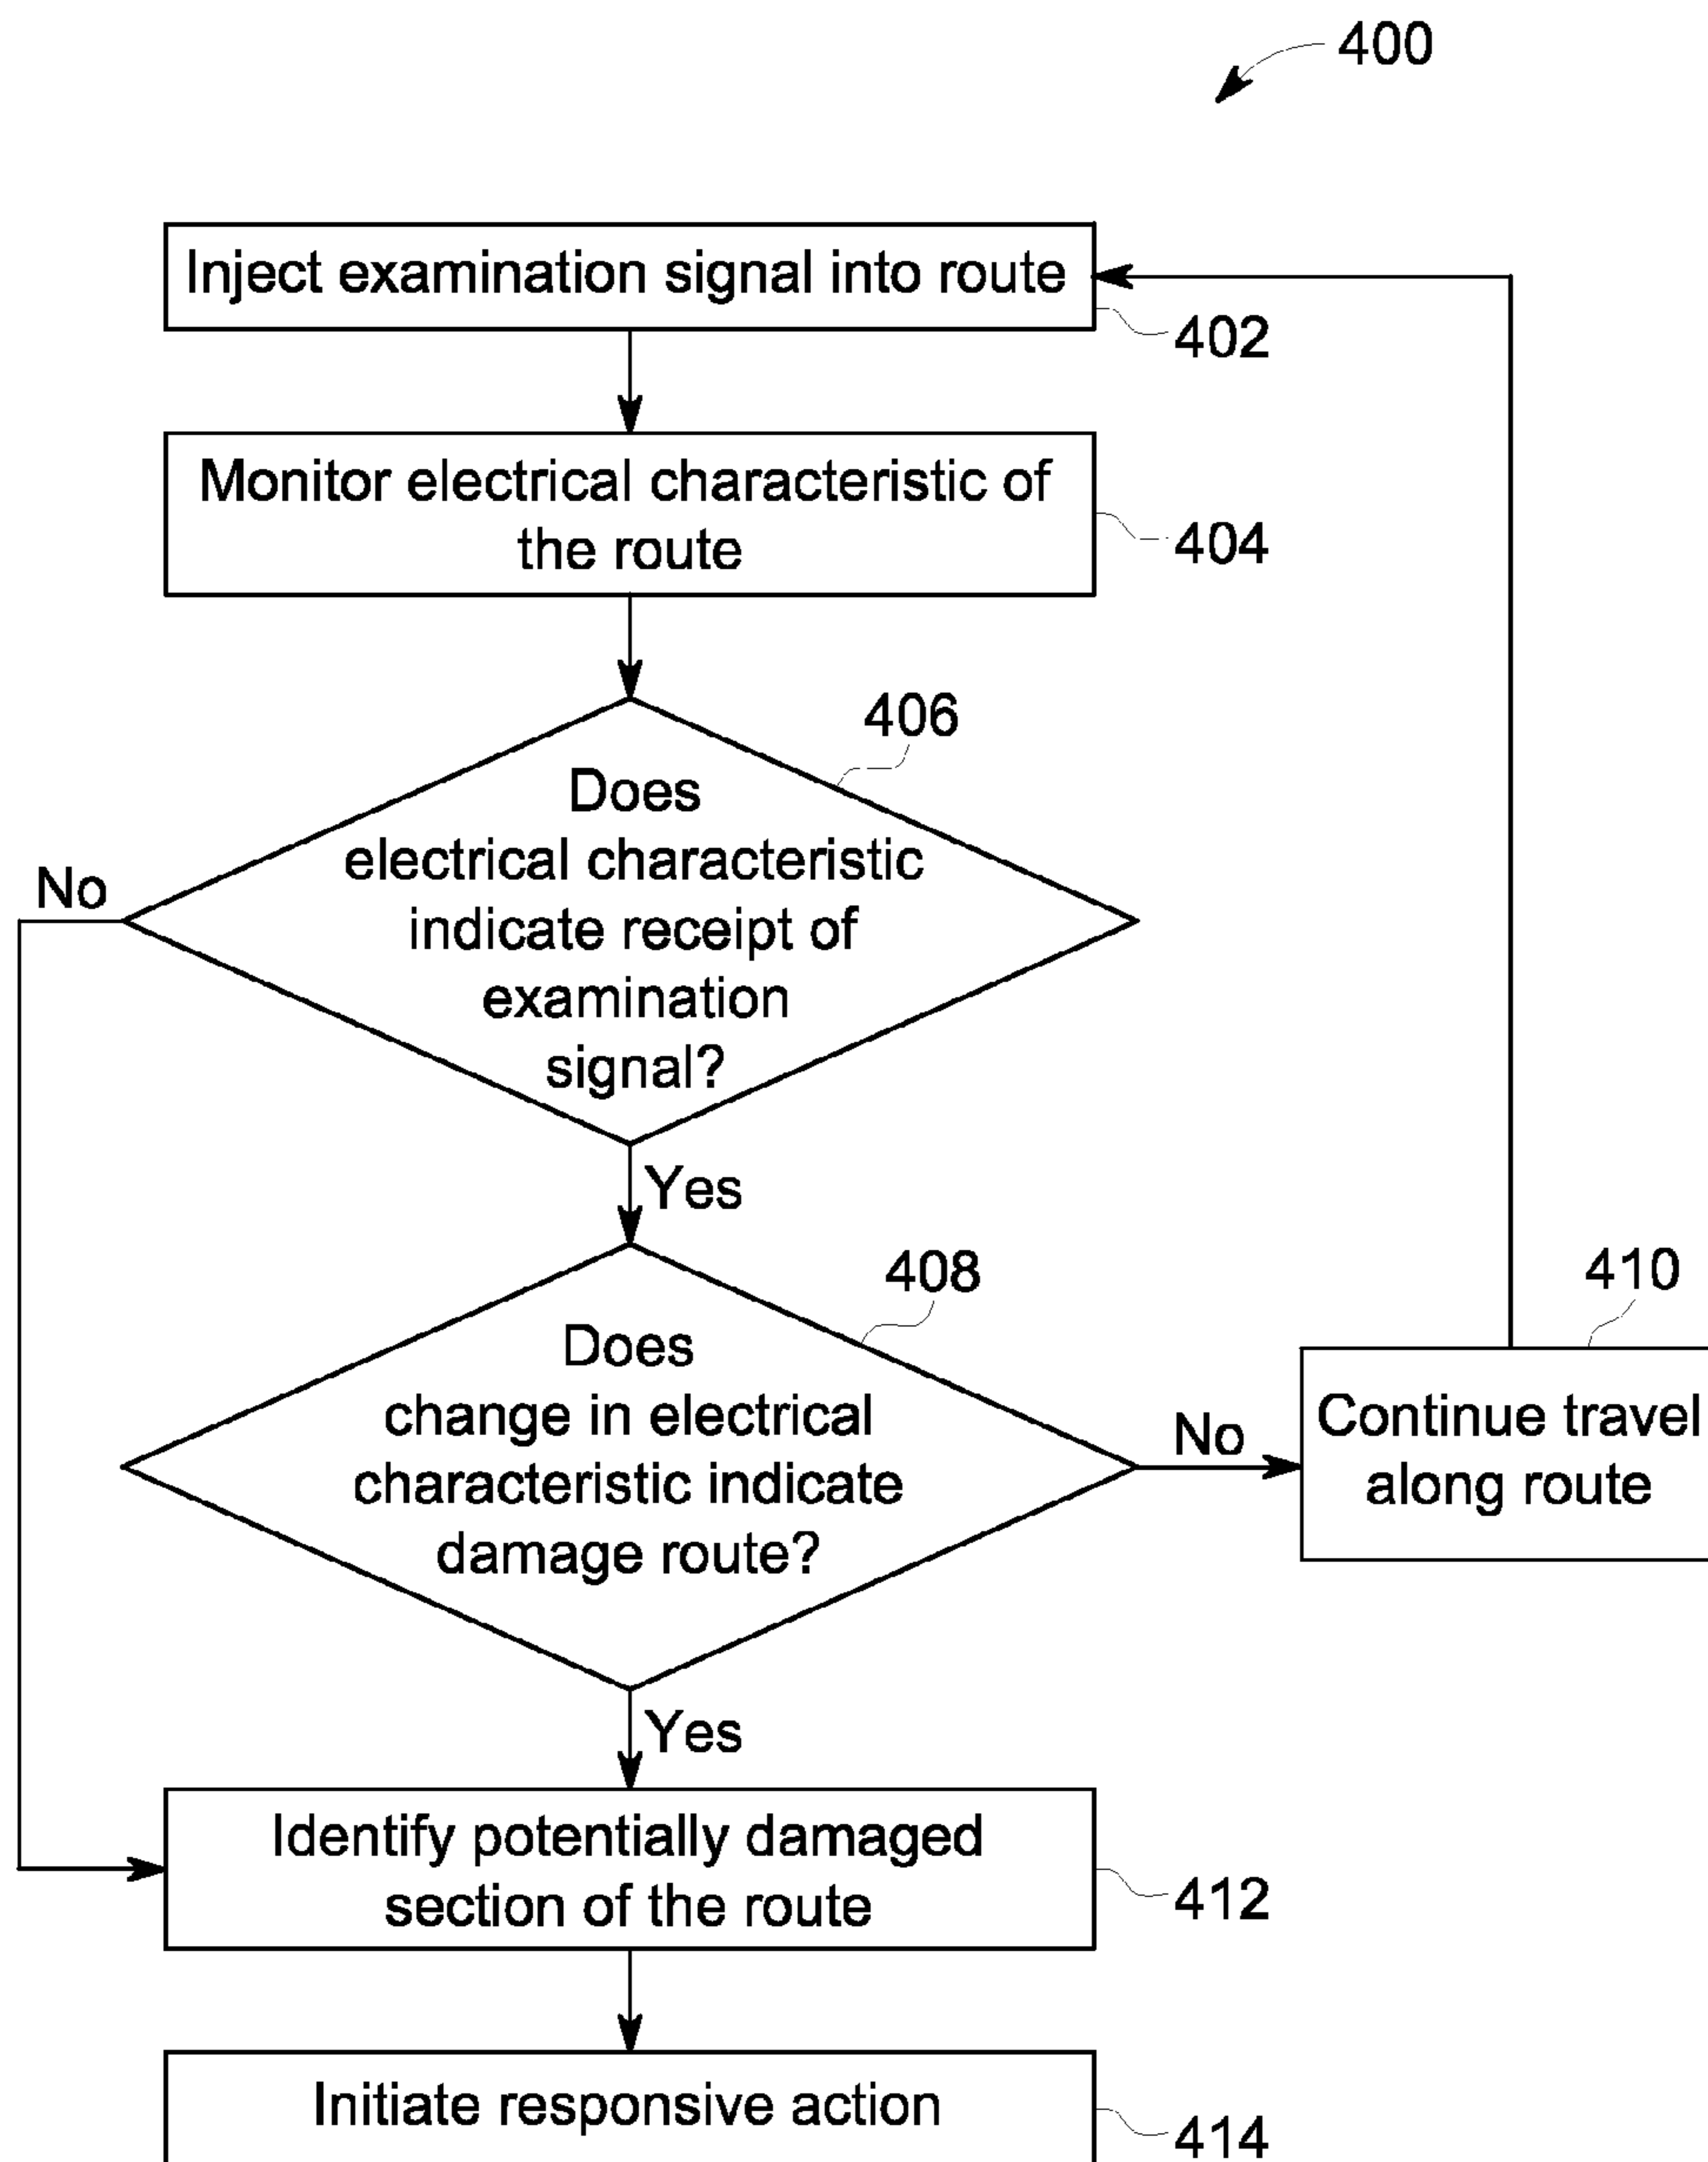 400
Inject examination signal into route
402
Monitor electrical characteristic of
the route
404
406
Does
electrical characteristic
indicate receipt of
examination
signal?
No
Yes
408
Does
change in electrical
characteristic indicate
damage route?
No
410
Continue travel
along route
Yes
Identify potentially damaged
section of the route
412
Initiate responsive action
414